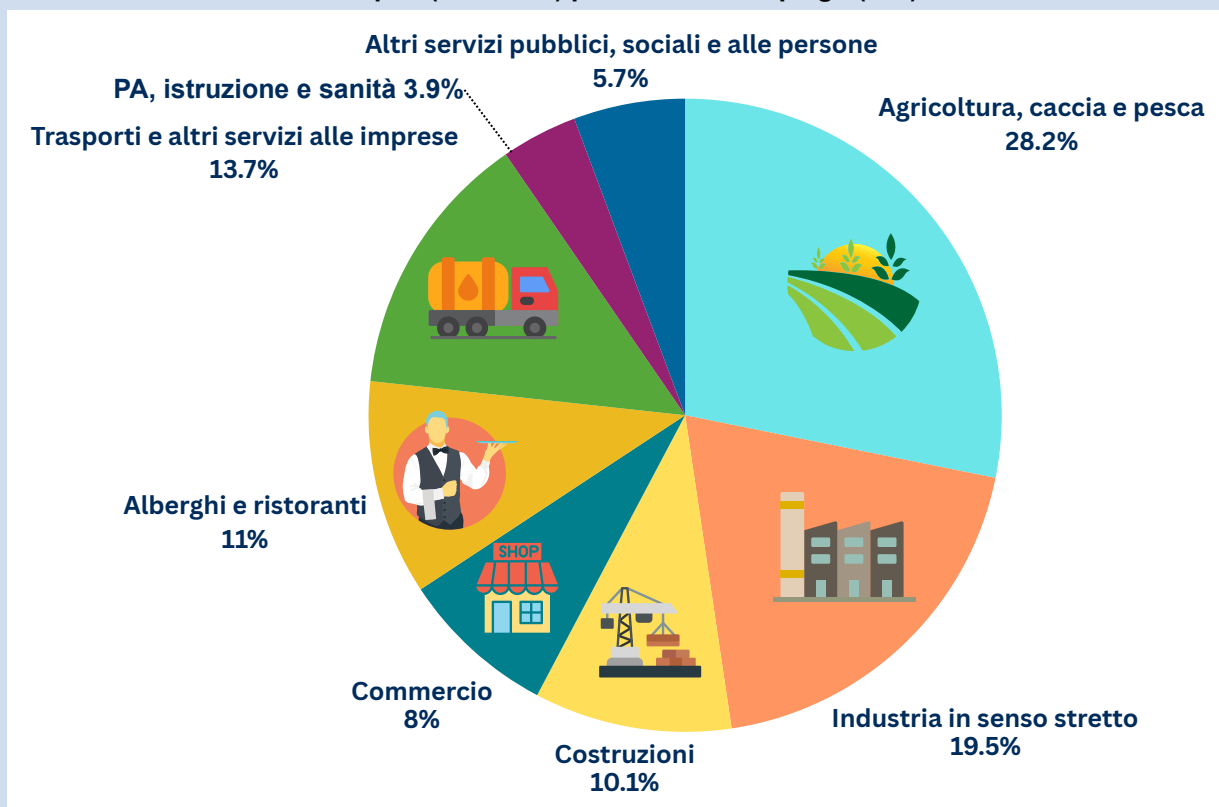 Altri servizi pubblici, sociali e alle persone
5.7%
PA, istruzione e sanità 3.9%
Agricoltura, caccia e pesca
28.2%
Trasporti e altri servizi alle imprese
13.7%
Alberghi e ristoranti
11%
SHOP
Commercio
8%
Industria in senso stretto
19.5%
Costruzioni
10.1%